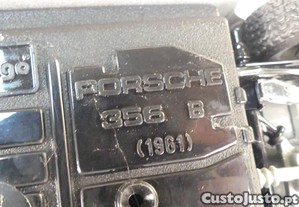 PORSCHE
356 B
(1961)
CustoJusto.pt